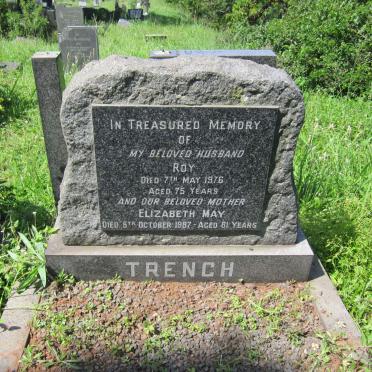 IN TREASURED MEMORY
OF
MY BELOVED HUSBAND
ROY
DIED 7TH MAY 1976
AGED 75 YEARS
AND OUR BELOVED MOTHER
ELIZABETH MAY
DIED 5TH OCTOBER 1987 - AGED 81 YEARS
TRENCH